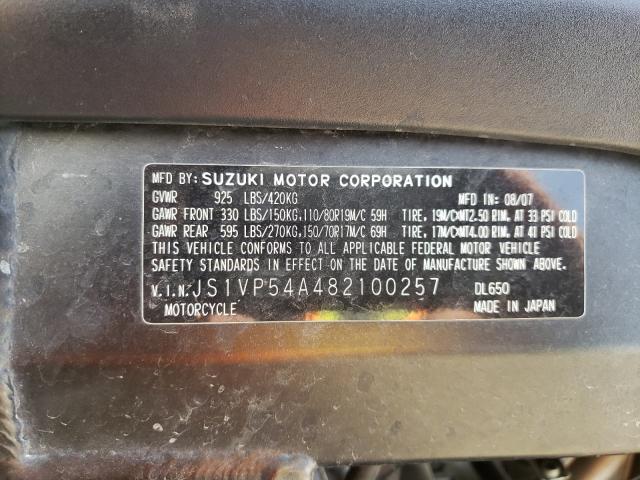 MFD BY: SUZUKI MOTOR CORPORATION
GVWR 925 LBS/420KG MFD IN: 08/07
GAWR FRONT 330 LBS/150KG,110/80R19M/C 59H TIRE, 19M/C×MT2.50 RIM, AT 33 PSI COLD
GAWR REAR 595 LBS/270KG,150/70R17M/C 69H TIRE, 17M/C×MT4.00 RIM, AT 41 PSI COLD
THIS VEHICLE CONFORMS TO ALL APPLICABLE FEDERAL MOTOR VEHICLE
SAFETY STANDARDS IN EFFECT ON THE DATE OF MANUFACTURE SHOWN ABOVE.
V.I.N: JS1VP54A482100257 DL650
MOTORCYCLE MADE IN JAPAN